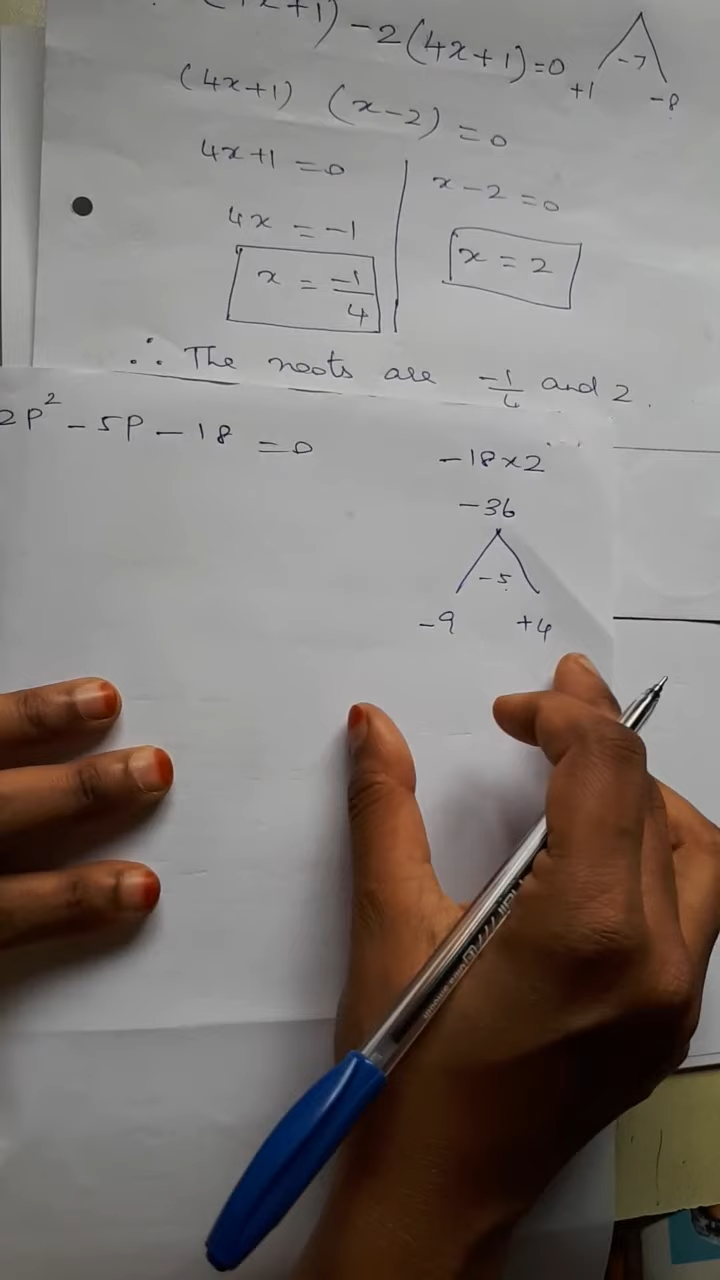 -2(4x+1)=0
-7
+1
-8
(4x+1) (x-2) =0
4x+1 =0
x-2 =0
4x = -1
x = 2
x = -1/4
∴ The roots are -1/4 and 2.
2P² - 5P - 18 =0
-18×2
-36
-5
-9 +4